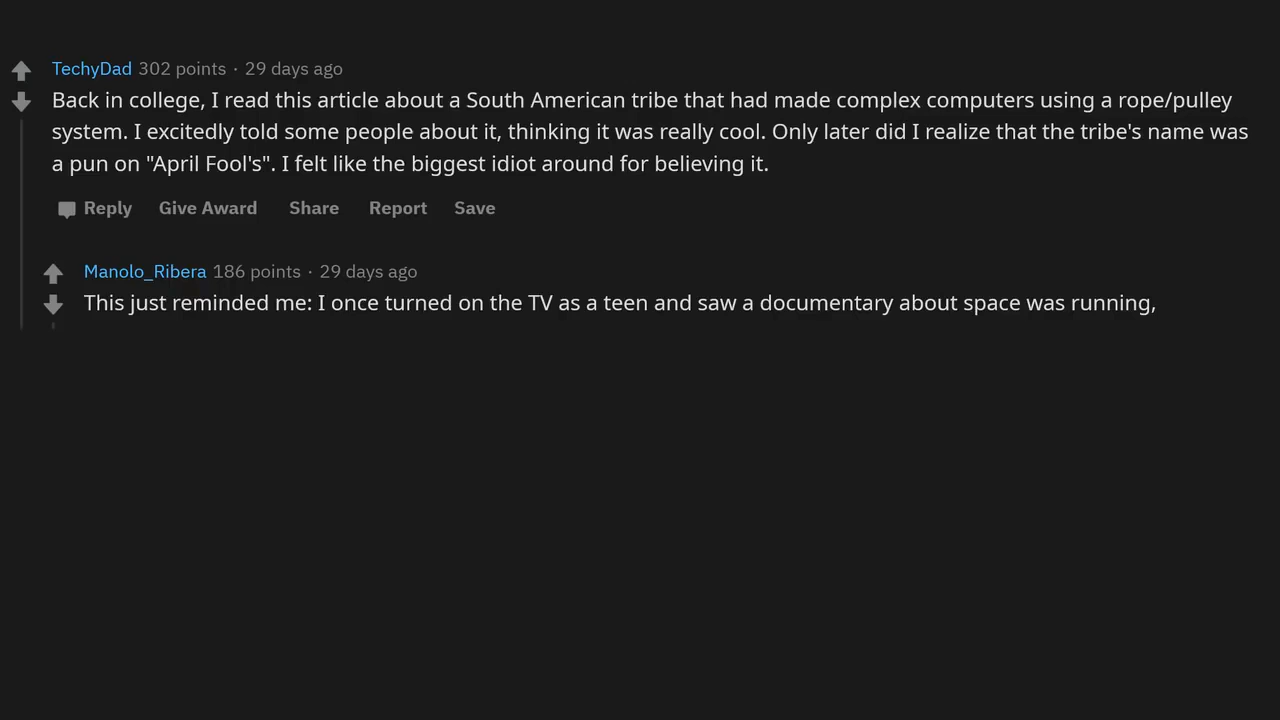 TechyDad 302 points · 29 days ago
Back in college, I read this article about a South American tribe that had made complex computers using a rope/pulley
system. I excitedly told some people about it, thinking it was really cool. Only later did I realize that the tribe's name was
a pun on "April Fool's". I felt like the biggest idiot around for believing it.
Reply Give Award Share Report Save
Manolo_Ribera 186 points · 29 days ago
This just reminded me: I once turned on the TV as a teen and saw a documentary about space was running,